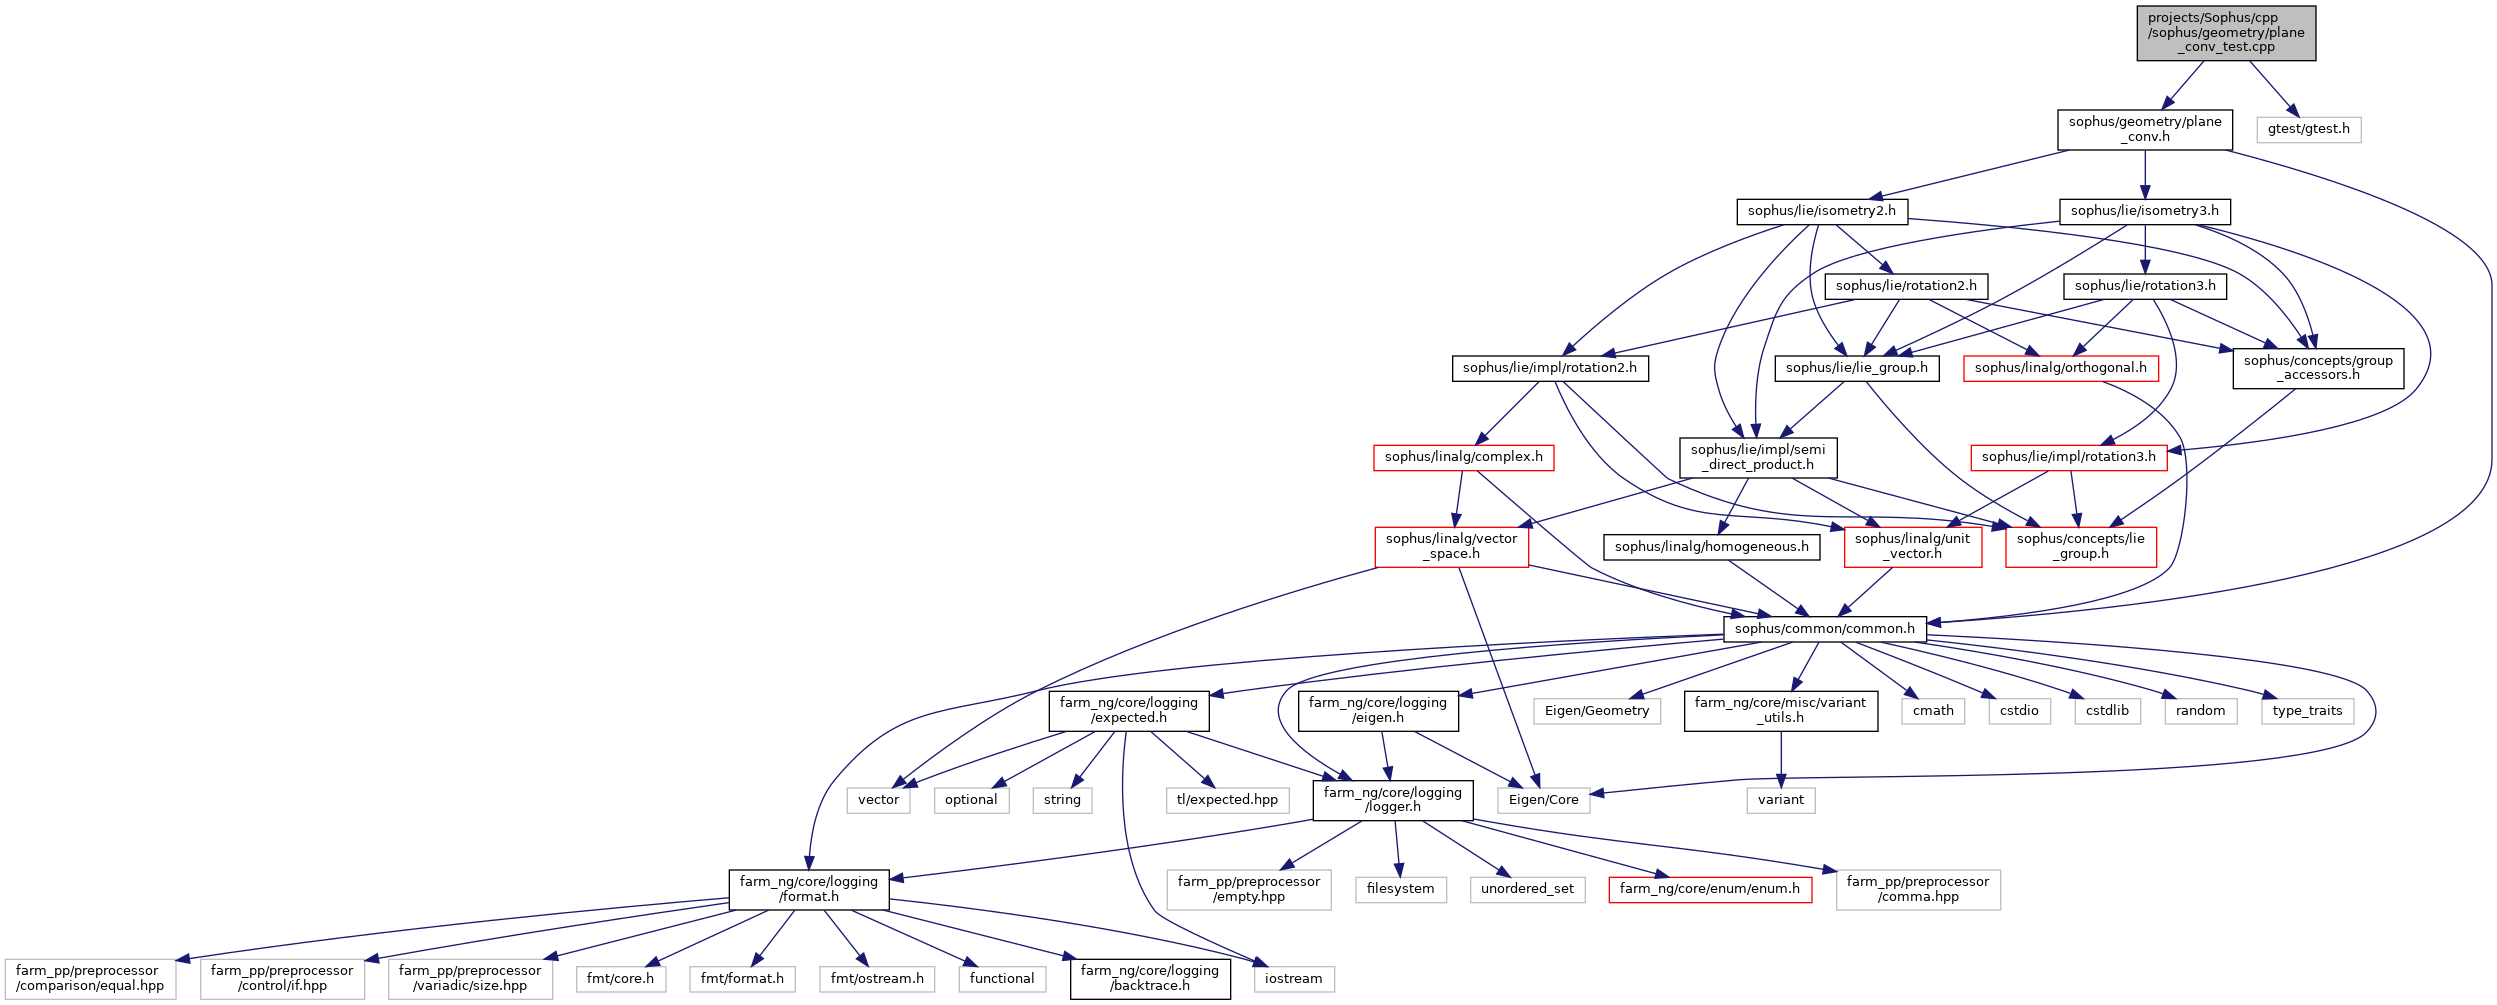 projects/Sophus/cpp
/sophus/geometry/plane
_conv_test.cpp
sophus/geometry/plane
_conv.h
gtest/gtest.h
sophus/lie/isometry2.h
sophus/lie/isometry3.h
sophus/lie/rotation2.h
sophus/lie/rotation3.h
sophus/lie/impl/rotation2.h
sophus/lie/lie_group.h
sophus/linalg/orthogonal.h
sophus/concepts/group
_accessors.h
sophus/linalg/complex.h
sophus/lie/impl/semi
_direct_product.h
sophus/lie/impl/rotation3.h
sophus/linalg/vector
_space.h
sophus/linalg/homogeneous.h
sophus/linalg/unit
_vector.h
sophus/concepts/lie
_group.h
sophus/common/common.h
farm_ng/core/logging
/expected.h
farm_ng/core/logging
/eigen.h
Eigen/Geometry
farm_ng/core/misc/variant
_utils.h
cmath
cstdio
cstdlib
random
type_traits
vector
optional
string
tl/expected.hpp
farm_ng/core/logging
/logger.h
Eigen/Core
variant
farm_ng/core/logging
/format.h
farm_pp/preprocessor
/empty.hpp
filesystem
unordered_set
farm_ng/core/enum/enum.h
farm_pp/preprocessor
/comma.hpp
farm_pp/preprocessor
/comparison/equal.hpp
farm_pp/preprocessor
/control/if.hpp
farm_pp/preprocessor
/variadic/size.hpp
fmt/core.h
fmt/format.h
fmt/ostream.h
functional
farm_ng/core/logging
/backtrace.h
iostream